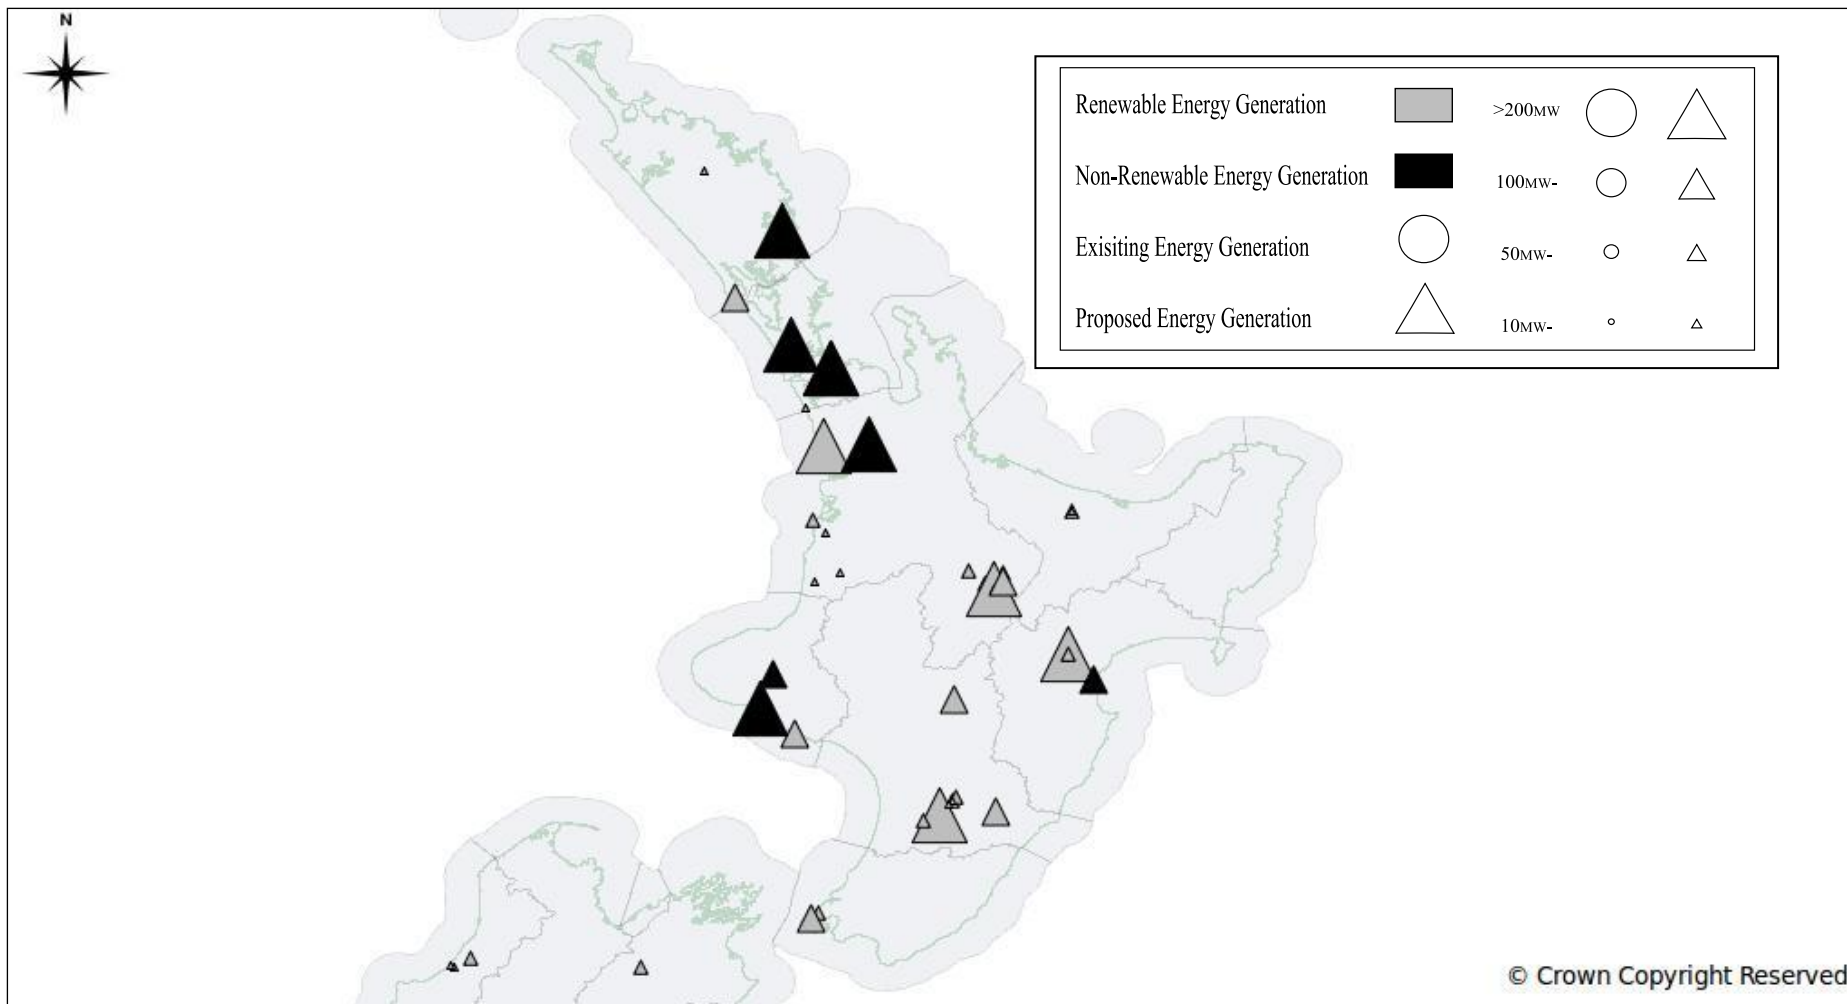 N
Renewable Energy Generation >200MW
Non-Renewable Energy Generation 100MW-
Exisiting Energy Generation 50MW-
Proposed Energy Generation 10MW-
© Crown Copyright Reserved